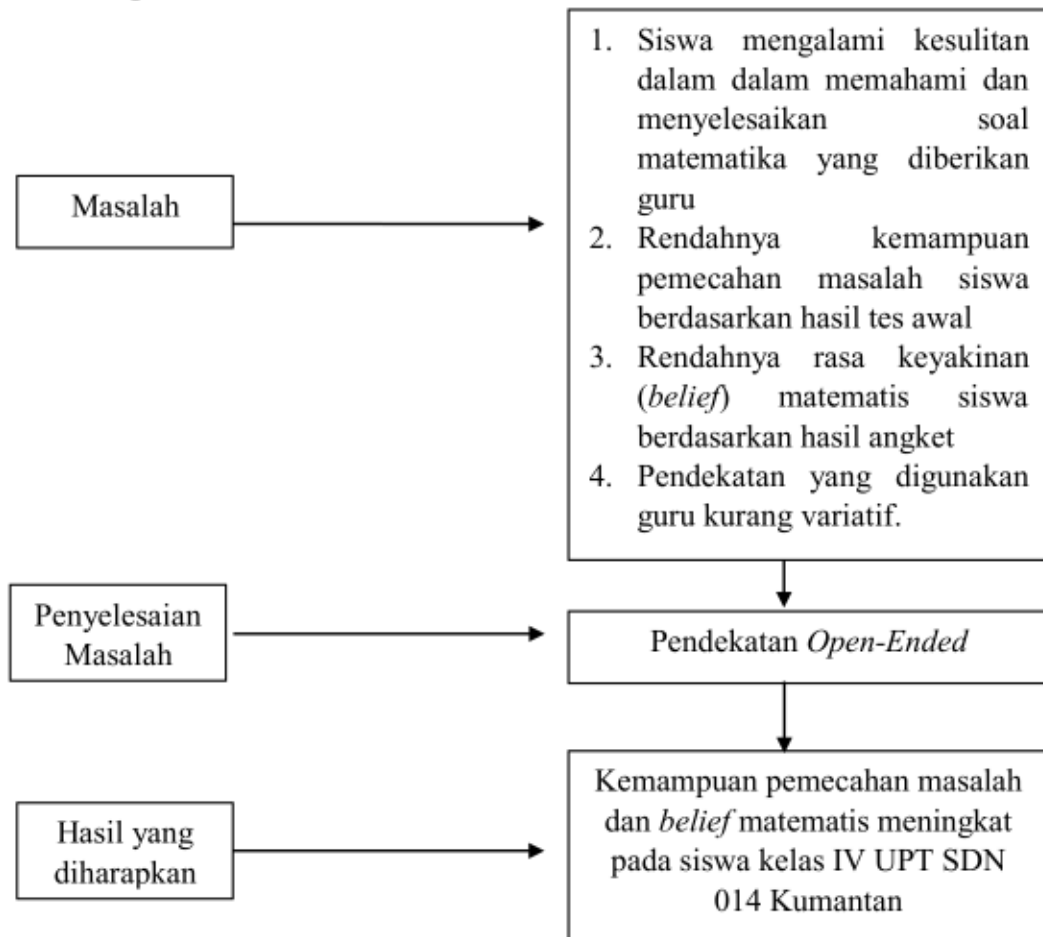 Masalah
1. Siswa mengalami kesulitan
dalam dalam memahami dan
menyelesaikan soal
matematika yang diberikan
guru
2. Rendahnya kemampuan
pemecahan masalah siswa
berdasarkan hasil tes awal
3. Rendahnya rasa keyakinan
(belief) matematis siswa
berdasarkan hasil angket
4. Pendekatan yang digunakan
guru kurang variatif.
Penyelesaian
Masalah
Pendekatan Open-Ended
Hasil yang
diharapkan
Kemampuan pemecahan masalah
dan belief matematis meningkat
pada siswa kelas IV UPT SDN
014 Kumantan